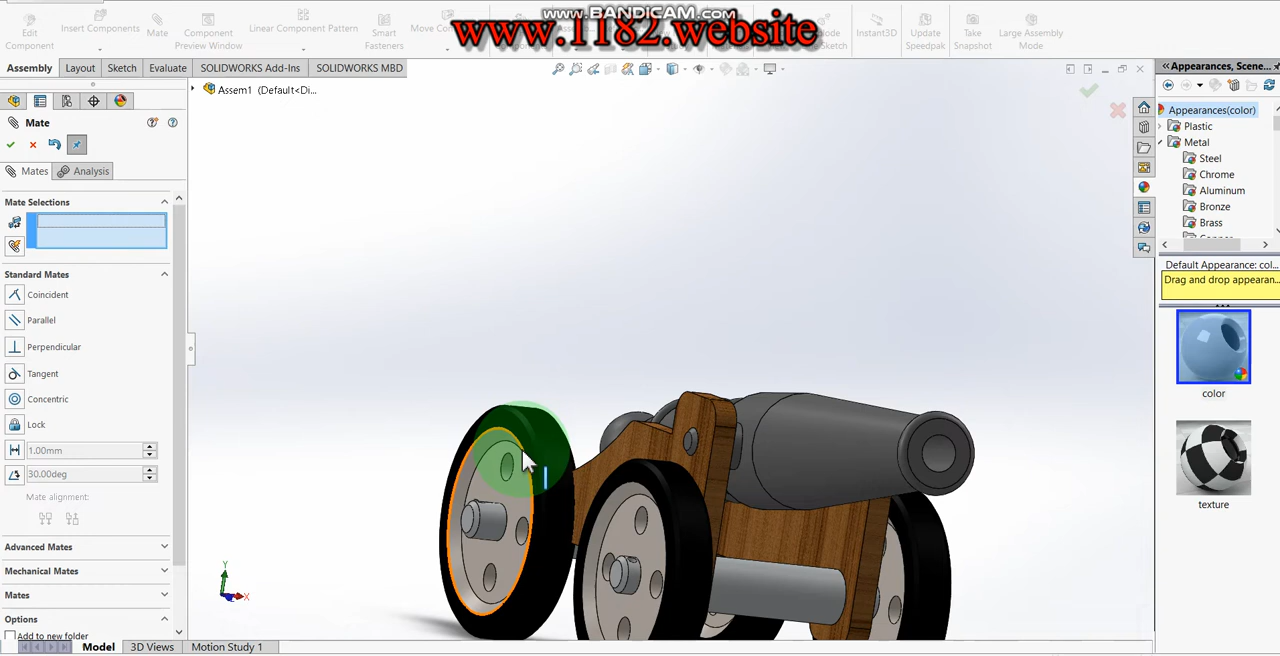 www.BANDICAM.com
www.1182.website
Edit Component
Insert Components
Mate
Component Preview Window
Linear Component Pattern
Smart Fasteners
Move Co
Instant3D
Update Speedpak
Take Snapshot
Large Assembly Mode
Assembly
Layout
Sketch
Evaluate
SOLIDWORKS Add-Ins
SOLIDWORKS MBD
Assem1 (Default<Di...
Mate
Mates
Analysis
Mate Selections
Standard Mates
Coincident
Parallel
Perpendicular
Tangent
Concentric
Lock
1.00mm
30.00deg
Mate alignment:
Advanced Mates
Mechanical Mates
Mates
Options
Add to new folder
Y
X
Model
3D Views
Motion Study 1
Appearances, Scene...
Appearances(color)
Plastic
Metal
Steel
Chrome
Aluminum
Bronze
Brass
Default Appearance: col...
Drag and drop appearan...
color
texture